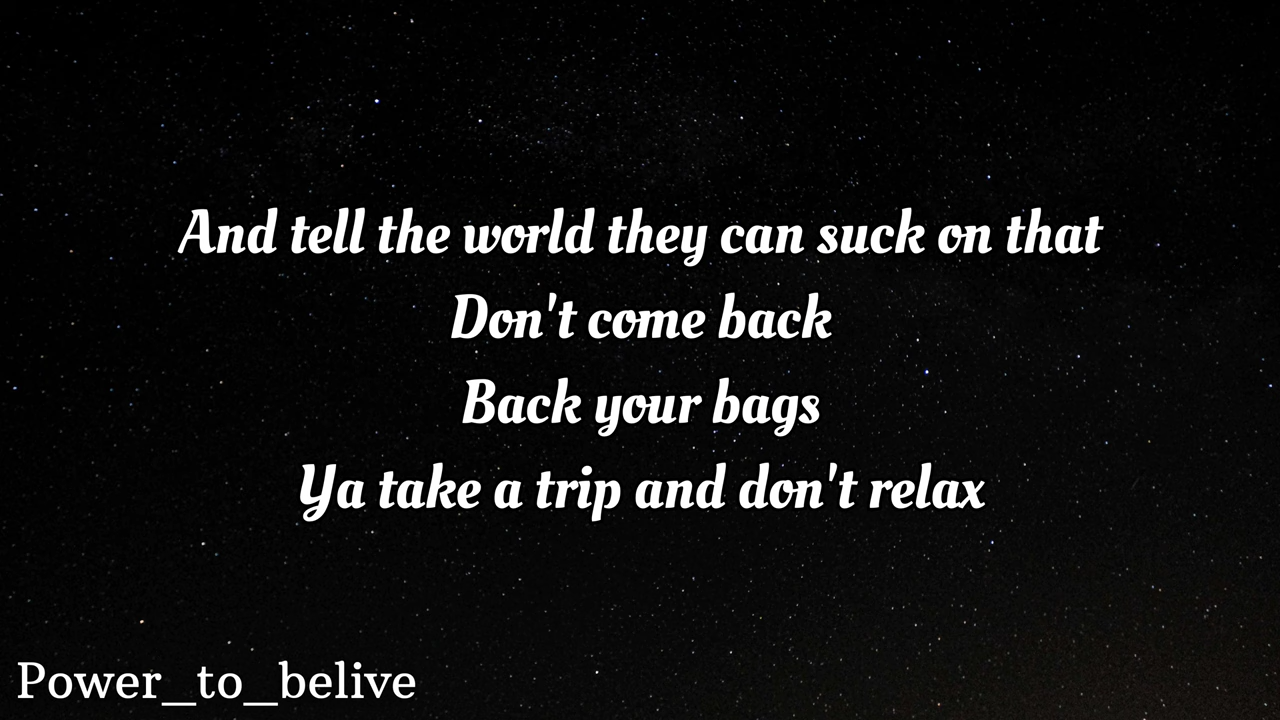 And tell the world they can suck on that
Don't come back
Back your bags
Ya take a trip and don't relax
Power_to_belive